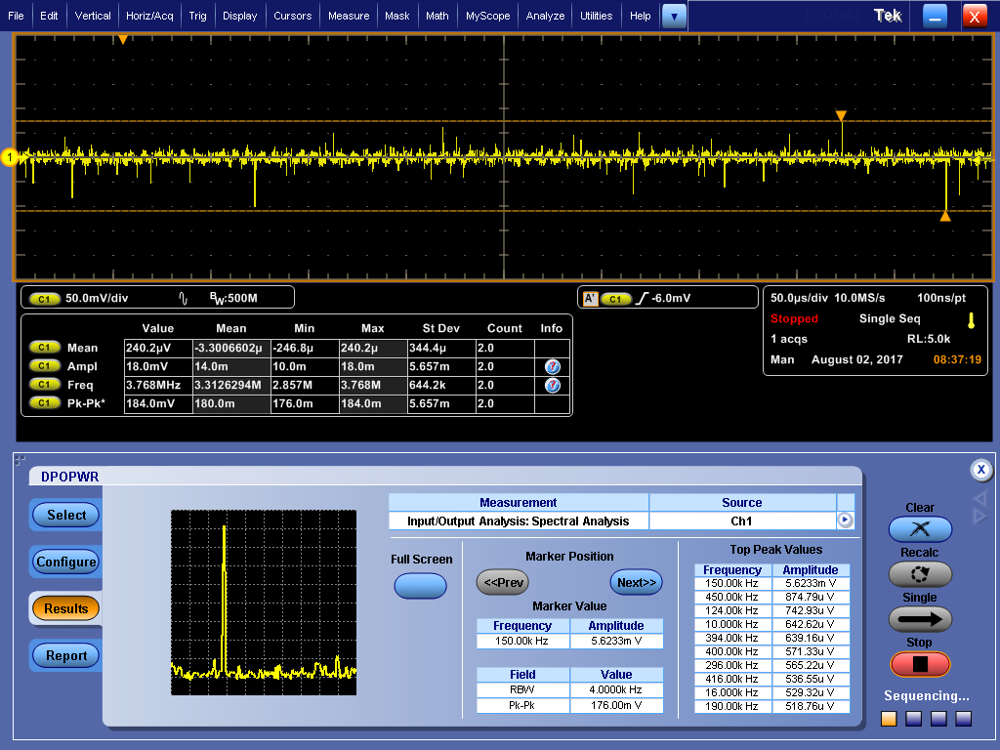 File Edit Vertical Horiz/Acq Trig Display Cursors Measure Mask Math MyScope Analyze Utilities Help Tek X
1
C1 50.0mV/div BW:500M A' C1 -6.0mV 50.0µs/div 10.0MS/s 100ns/pt
Stopped Single Seq
1 acqs RL:5.0k
Man August 02, 2017 08:37:19
Value Mean Min Max St Dev Count Info
C1 Mean 240.2µV -3.3006602µ -246.8µ 240.2µ 344.4µ 2.0
C1 Ampl 18.0mV 14.0m 10.0m 18.0m 5.657m 2.0
C1 Freq 3.768MHz 3.3126294M 2.857M 3.768M 644.2k 2.0
C1 Pk-Pk* 184.0mV 180.0m 176.0m 184.0m 5.657m 2.0
DPOPWR X
Select
Configure
Results
Report
Measurement Source
Input/Output Analysis: Spectral Analysis Ch1
Full Screen
Marker Position
<<Prev Next>>
Marker Value
Frequency Amplitude
150.00k Hz 5.6233m V
Field Value
RBW 4.0000k Hz
Pk-Pk 176.00m V
Top Peak Values
Frequency Amplitude
150.00k Hz 5.6233m V
450.00k Hz 874.79u V
124.00k Hz 742.93u V
10.000k Hz 642.62u V
394.00k Hz 639.16u V
400.00k Hz 571.33u V
296.00k Hz 565.22u V
416.00k Hz 536.55u V
16.000k Hz 529.32u V
190.00k Hz 518.76u V
Clear
Recalc
Single
Stop
Sequencing...